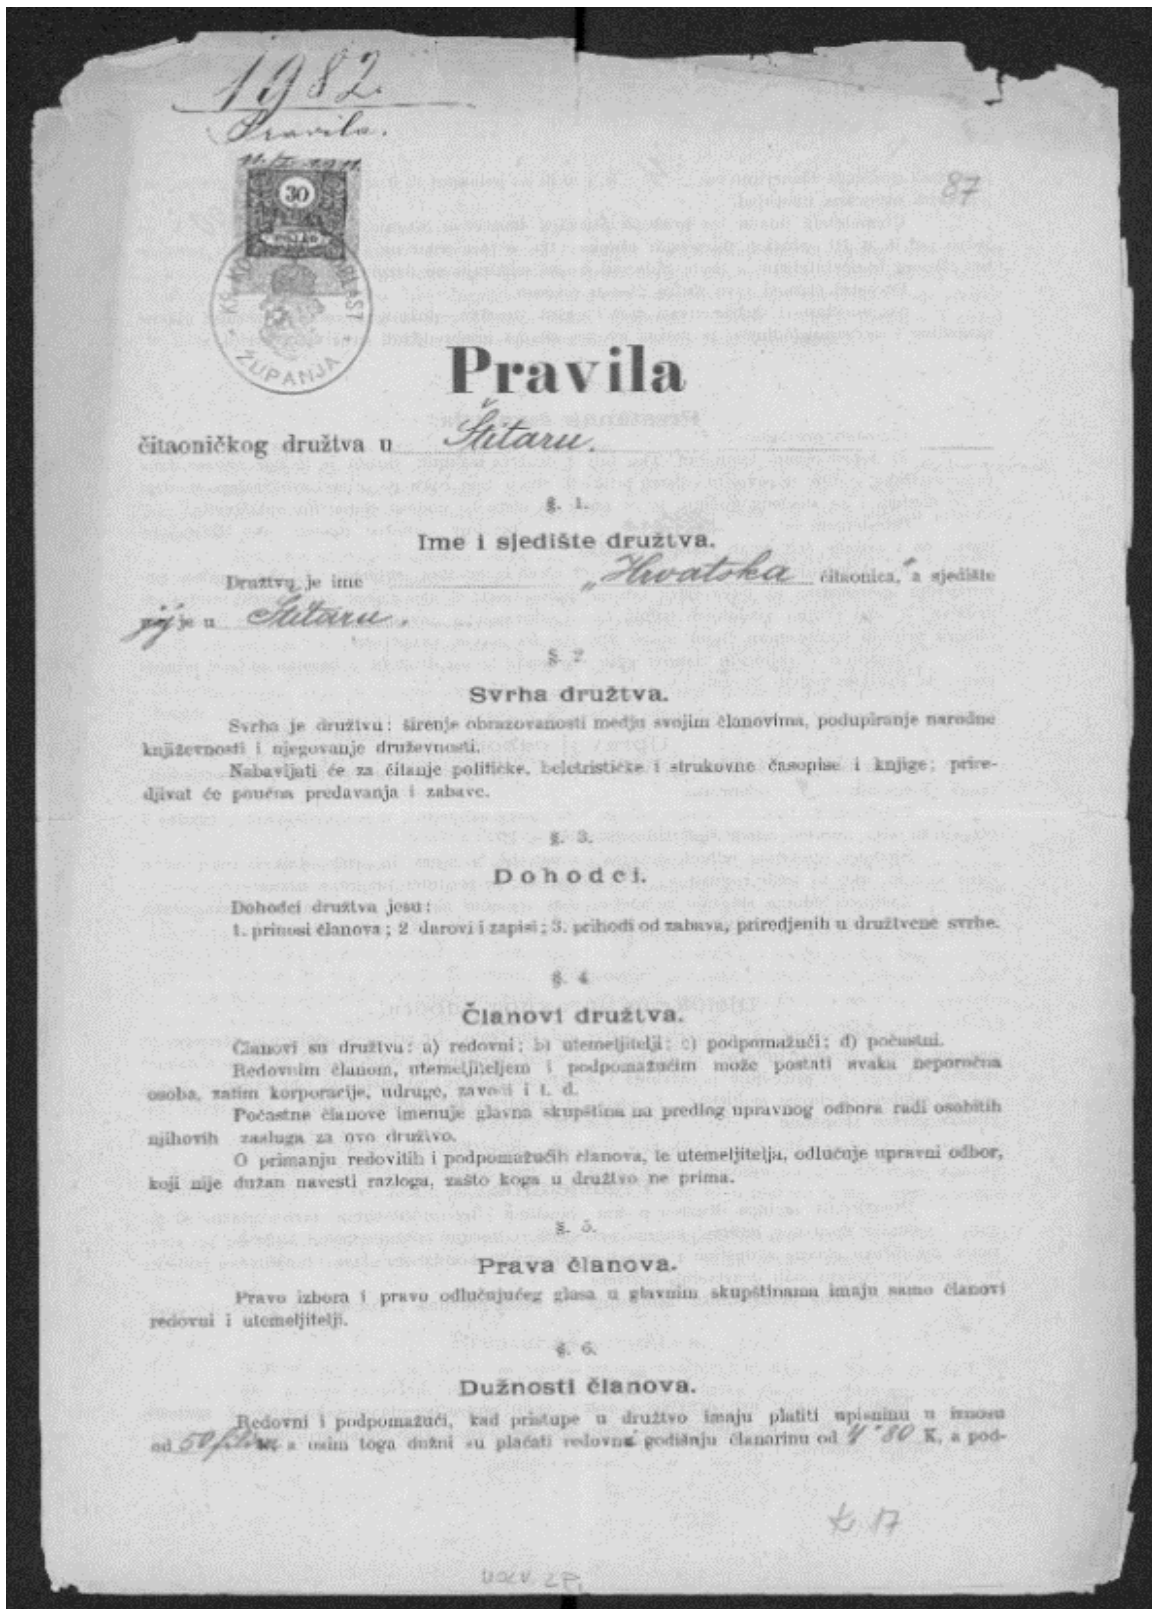 1982.
Pravila.
30
ŽUPANJA
87
Pravila
čitaoničkog družtva u Štitaru.
§. 1.
Ime i sjedište družtva.
Družtvu je ime „Hrvatska čitaonica,“ a sjedište
joj je u Štitaru.
§ 2
Svrha družtva.
Svrha je družtvu: širenje obrazovanosti medju svojim članovima, podupiranje narodne
književnosti i njegovanje druževnosti.
Nabavljati će za čitanje političke, beletrističke i strukovne časopise i knjige; prire-
djivat će poučna predavanja i zabave.
§. 3.
Dohodci.
Dohodci družtva jesu:
1. prinosi članova; 2 darovi i zapisi; 3. prihodi od zabava, priredjenih u družtvene svrhe.
§. 4
Članovi družtva.
Članovi su družtvu: a) redovni; b) utemeljitelji; c) podpomažući; d) počastni.
Redovnim članom, utemeljiteljem i podpomažućim može postati svaka neporočna
osoba, zatim korporacije, udruge, zavodi i t. d.
Počastne članove imenuje glavna skupština na predlog upravnog odbora radi osobitih
njihovih zasluga za ovo družtvo.
O primanju redovitih i podpomažućih članova, te utemeljitelja, odlučuje upravni odbor,
koji nije dužan navesti razloga, zašto koga u družtvo ne prima.
§. 5.
Prava članova.
Pravo izbora i pravo odlučujućeg glasa u glavnim skupštinama imaju samo članovi
redovni i utemeljitelji.
§. 6.
Dužnosti članova.
Redovni i podpomažući, kad pristupe u družtvo imaju platiti upisninu u iznosu
od 50 filira a osim toga dužni su plaćati redovnu godišnju članarinu od 4·80 K, a pod-